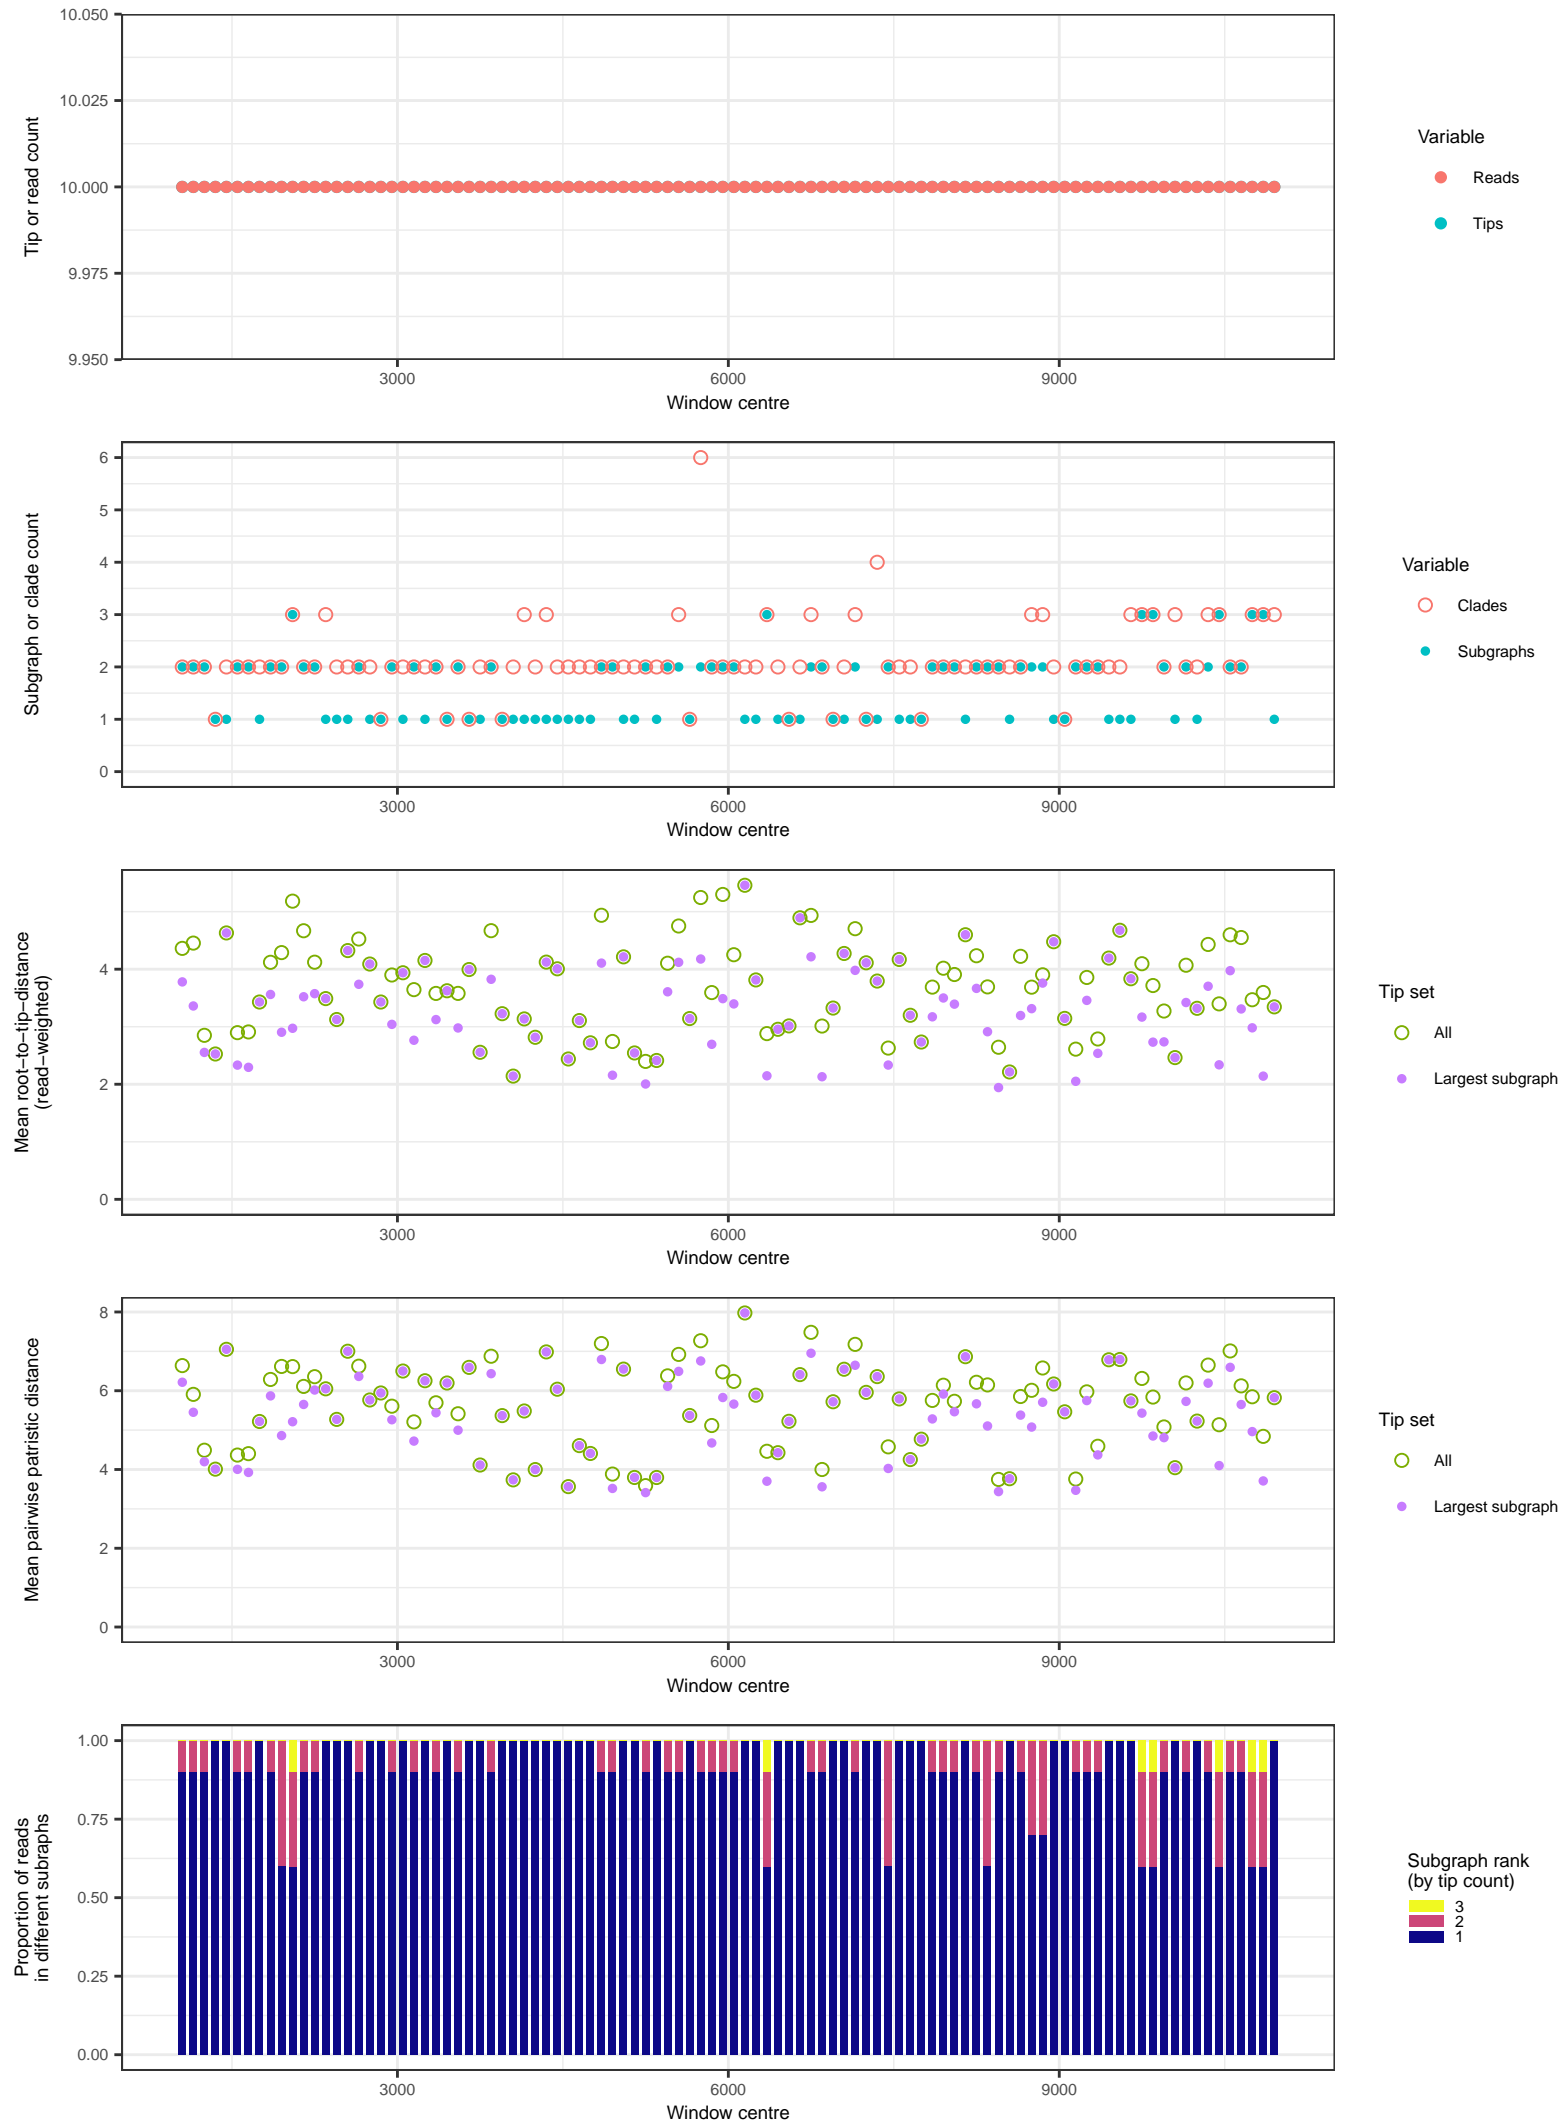 10.050
10.025
10.000
9.975
9.950
Tip or read count
3000
6000
9000
Window centre
Variable
Reads
Tips
6
5
4
3
2
1
0
Subgraph or clade count
3000
6000
9000
Window centre
Variable
Clades
Subgraphs
4
2
0
Mean root−to−tip−distance
(read−weighted)
3000
6000
9000
Window centre
Tip set
All
Largest subgraph
8
6
4
2
0
Mean pairwise patristic distance
3000
6000
9000
Window centre
Tip set
All
Largest subgraph
1.00
0.75
0.50
0.25
0.00
Proportion of reads
in different subraphs
3000
6000
9000
Window centre
Subgraph rank
(by tip count)
3
2
1